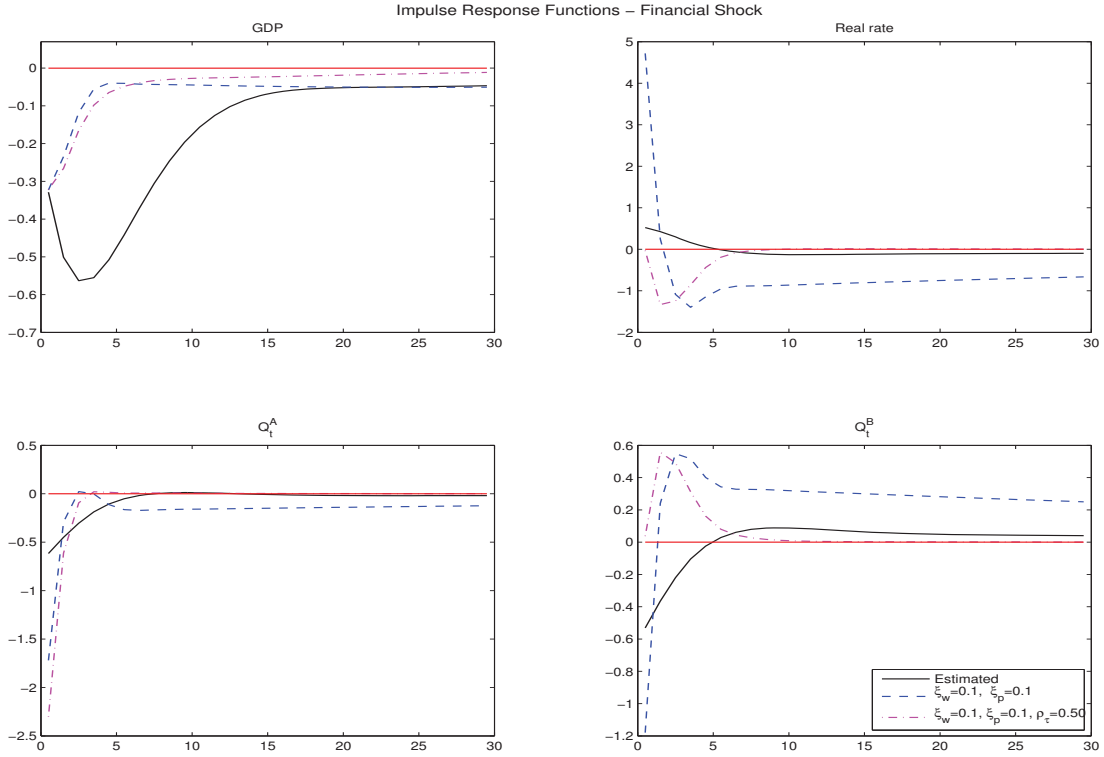 Impulse Response Functions – Financial Shock
GDP
0
−0.1
−0.2
−0.3
−0.4
−0.5
−0.6
−0.7
0 5 10 15 20 25 30
Real rate
5
4
3
2
1
0
−1
−2
0 5 10 15 20 25 30
Q_t^A
0.5
0
−0.5
−1
−1.5
−2
−2.5
0 5 10 15 20 25 30
Q_t^B
0.6
0.4
0.2
0
−0.2
−0.4
−0.6
−0.8
−1
−1.2
0 5 10 15 20 25 30
Estimated
ξ_w=0.1, ξ_p=0.1
ξ_w=0.1, ξ_p=0.1, ρ_τ=0.50